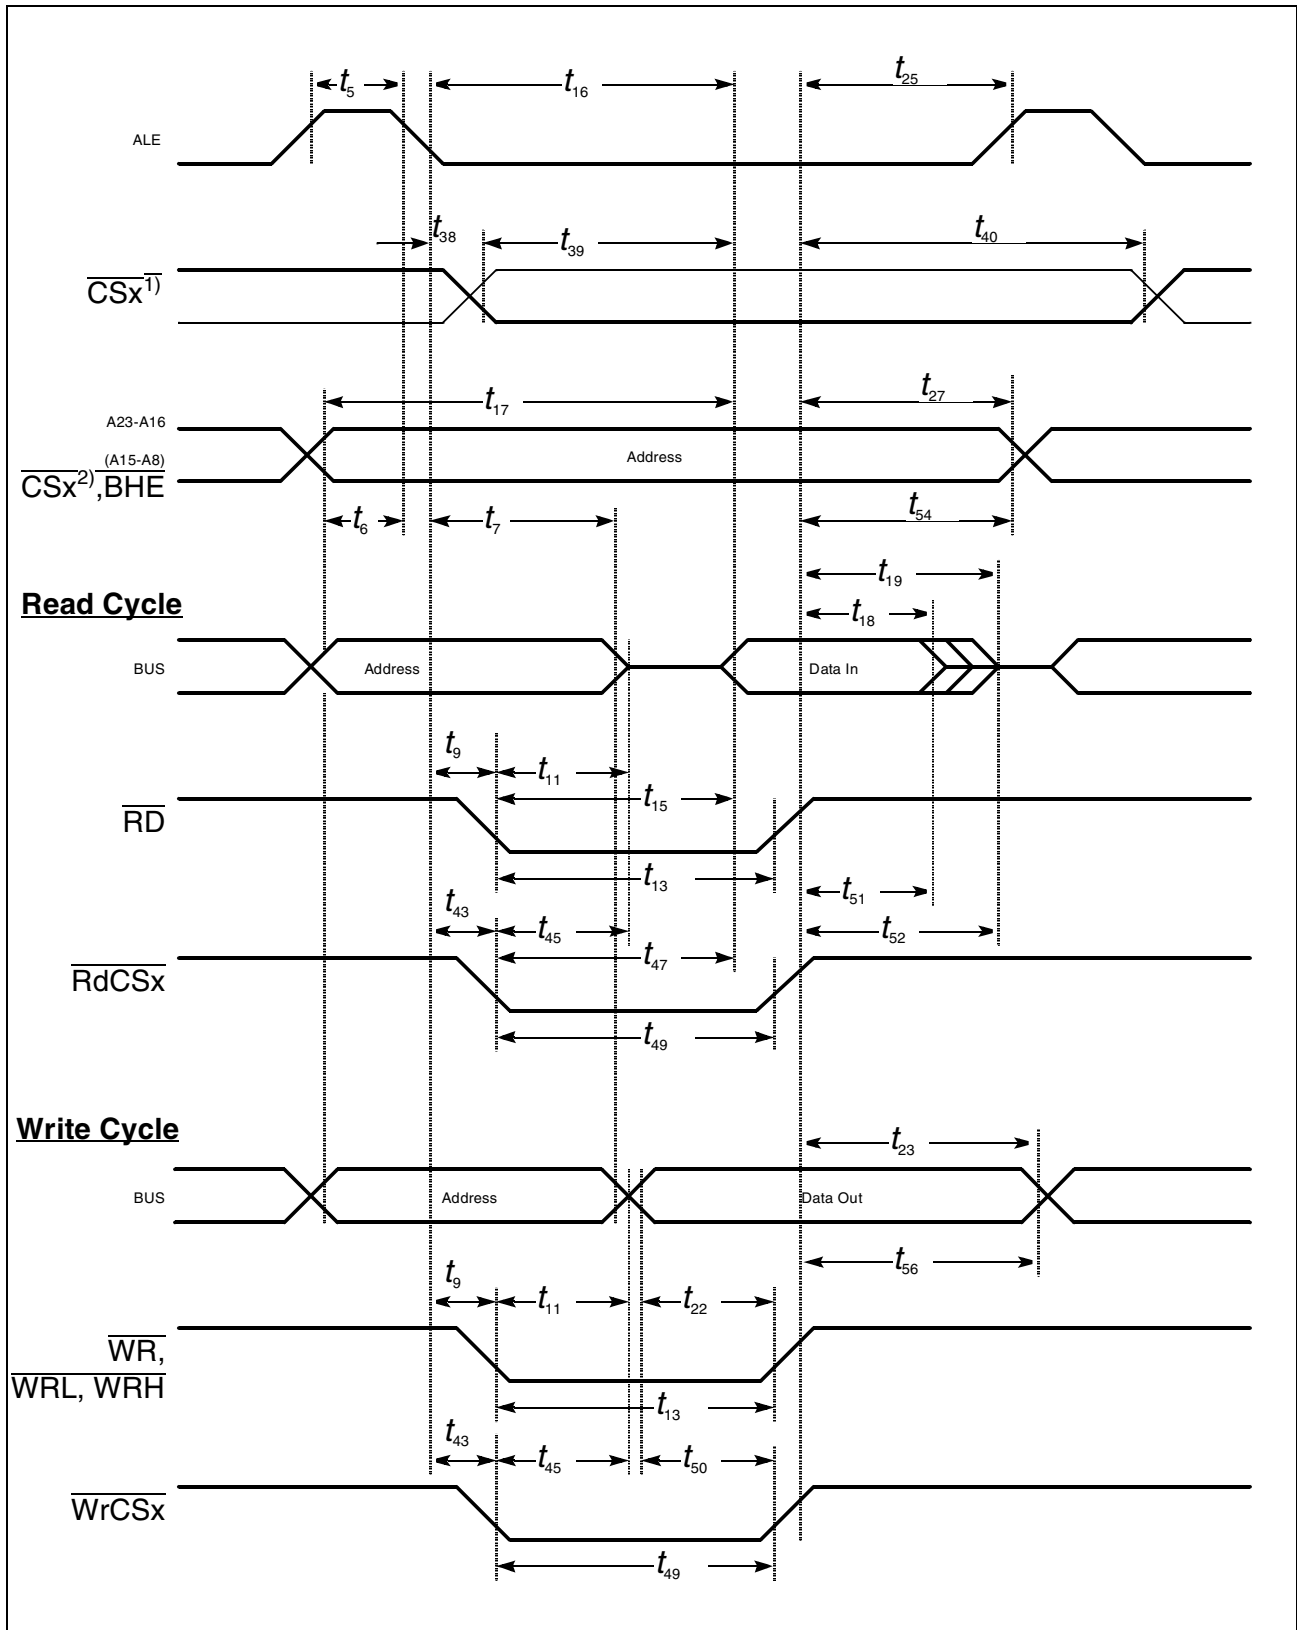 t5 t16 t25
ALE
t38 t39 t40
CSx1)
t17 t27
A23-A16
(A15-A8)
Address
CSx2),BHE
t6 t7 t54
t19
Read Cycle
t18
BUS Address Data In
t9 t11
t15
RD
t13 t51
t43 t45 t52
t47
RdCSx
t49
Write Cycle
t23
BUS Address Data Out
t56
t9 t11 t22
WR,
WRL, WRH
t13
t43 t45 t50
WrCSx
t49